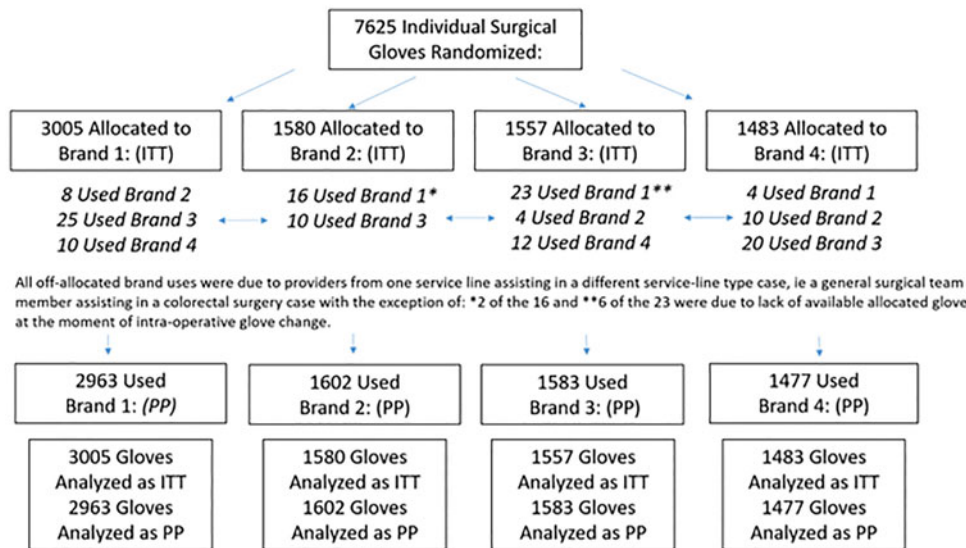 7625 Individual Surgical
Gloves Randomized:
3005 Allocated to
Brand 1: (ITT)
1580 Allocated to
Brand 2: (ITT)
1557 Allocated to
Brand 3: (ITT)
1483 Allocated to
Brand 4: (ITT)
8 Used Brand 2
25 Used Brand 3
10 Used Brand 4
16 Used Brand 1*
10 Used Brand 3
23 Used Brand 1**
4 Used Brand 2
12 Used Brand 4
4 Used Brand 1
10 Used Brand 2
20 Used Brand 3
All off-allocated brand uses were due to providers from one service line assisting in a different service-line type case, ie a general surgical team
member assisting in a colorectal surgery case with the exception of: *2 of the 16 and **6 of the 23 were due to lack of available allocated glove
at the moment of intra-operative glove change.
2963 Used
Brand 1: (PP)
1602 Used
Brand 2: (PP)
1583 Used
Brand 3: (PP)
1477 Used
Brand 4: (PP)
3005 Gloves
Analyzed as ITT
2963 Gloves
Analyzed as PP
1580 Gloves
Analyzed as ITT
1602 Gloves
Analyzed as PP
1557 Gloves
Analyzed as ITT
1583 Gloves
Analyzed as PP
1483 Gloves
Analyzed as ITT
1477 Gloves
Analyzed as PP